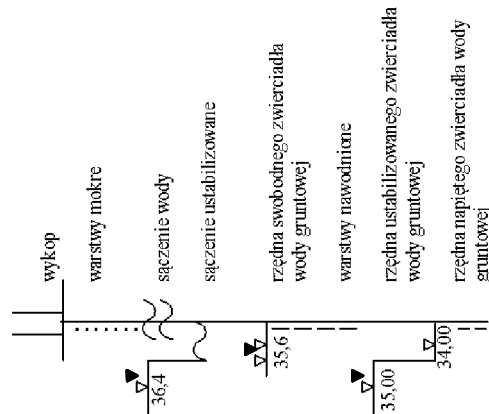 wykop
warstwy mokre
sączenie wody
sączenie ustabilizowane
rzędna swobodnego zwierciadła
wody gruntowej
warstwy nawodnione
rzędna ustabilizowanego zwierciadła
wody gruntowej
rzędna napiętego zwierciadła wody
gruntowej
36,4
35,6
35,00
34,00